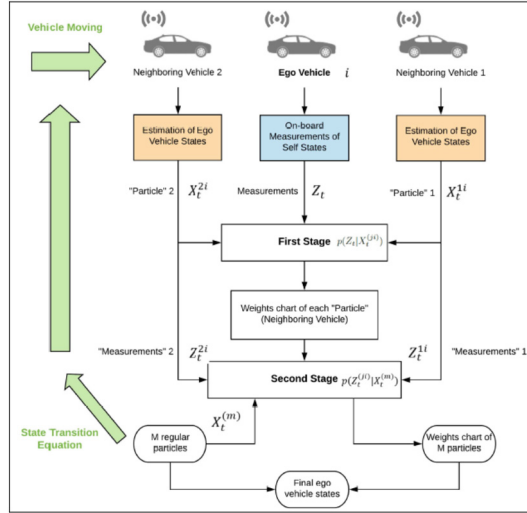 Vehicle Moving
Neighboring Vehicle 2
Ego Vehicle i
Neighboring Vehicle 1
Estimation of Ego
Vehicle States
On-board
Measurements of
Self States
Estimation of Ego
Vehicle States
"Particle" 2 X_t^{2i}
Measurements Z_t
"Particle" 1 X_t^{1i}
First Stage p(Z_t|X_t^{(ji)})
Weights chart of each "Particle"
(Neighboring Vehicle)
"Measurements" 2 Z_t^{2i}
Z_t^{1i} "Measurements" 1
Second Stage p(Z_t^{(ji)}|X_t^{(m)})
X_t^{(m)}
State Transition
Equation
M regular
particles
Weights chart of
M particles
Final ego
vehicle states